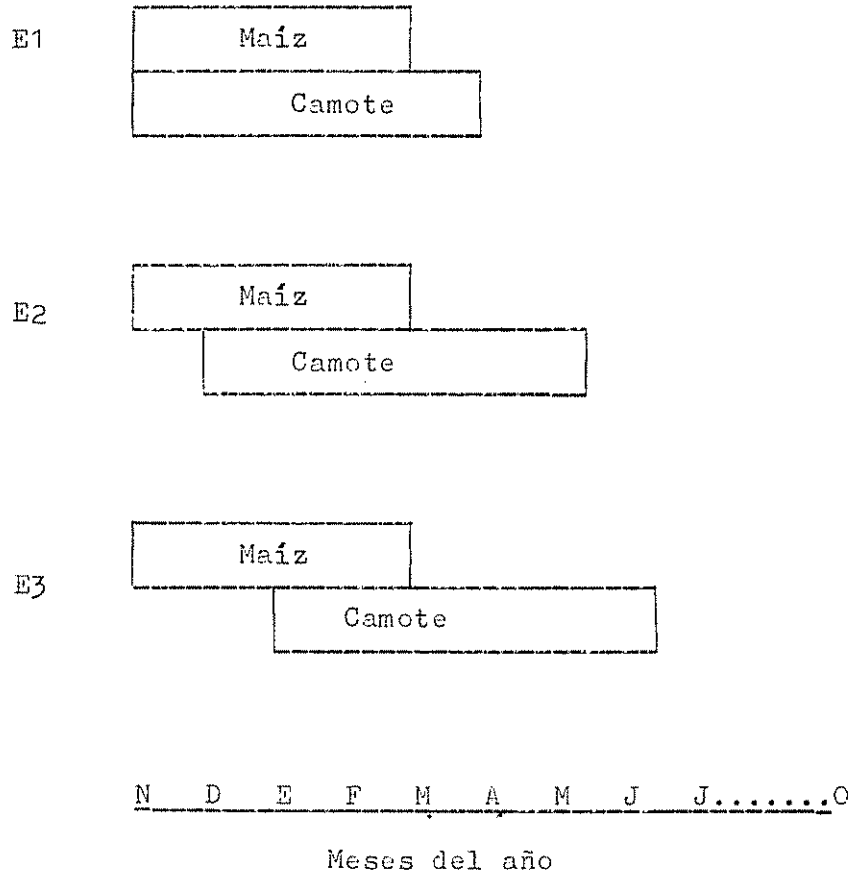 E1
Maíz
Camote
E2
Maíz
Camote
E3
Maíz
Camote
N D E F M A M J J.......O
Meses del año